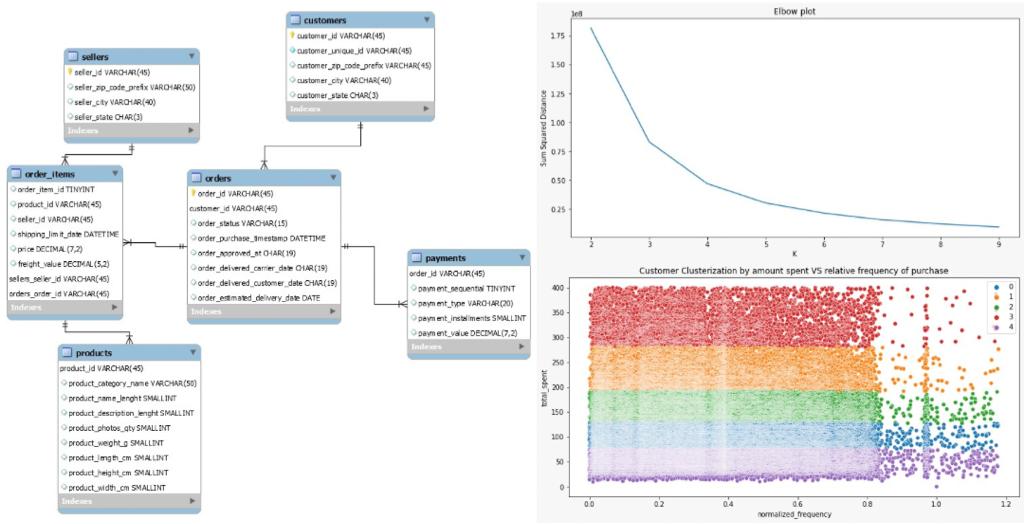 customers
customer_id VARCHAR(45)
customer_unique_id VARCHAR(45)
customer_zip_code_prefix VARCHAR(45)
customer_city VARCHAR(40)
customer_state CHAR(3)
Indexes
sellers
seller_id VARCHAR(45)
seller_zip_code_prefix VARCHAR(50)
seller_city VARCHAR(40)
seller_state CHAR(3)
Indexes
order_items
order_item_id TINYINT
product_id VARCHAR(45)
seller_id VARCHAR(45)
shipping_limit_date DATETIME
price DECIMAL(7,2)
freight_value DECIMAL(5,2)
sellers_seller_id VARCHAR(45)
orders_order_id VARCHAR(45)
Indexes
orders
order_id VARCHAR(45)
customer_id VARCHAR(45)
order_status VARCHAR(15)
order_purchase_timestamp DATETIME
order_approved_at CHAR(19)
order_delivered_carrier_date CHAR(19)
order_delivered_customer_date CHAR(19)
order_estimated_delivery_date DATE
Indexes
payments
order_id VARCHAR(45)
payment_sequential TINYINT
payment_type VARCHAR(20)
payment_installments SMALLINT
payment_value DECIMAL(7,2)
Indexes
products
product_id VARCHAR(45)
product_category_name VARCHAR(50)
product_name_lenght SMALLINT
product_description_lenght SMALLINT
product_photos_qty SMALLINT
product_weight_g SMALLINT
product_length_cm SMALLINT
product_height_cm SMALLINT
product_width_cm SMALLINT
Indexes
Elbow plot
1e8
1.75
1.50
1.25
1.00
0.75
0.50
0.25
Sum Squared Distance
2 3 4 5 6 7 8 9
K
Customer Clusterization by amount spent VS relative frequency of purchase
400
350
300
250
200
150
100
50
0
total_spent
0
1
2
3
4
0.0 0.2 0.4 0.6 0.8 1.0 1.2
normalized_frequency